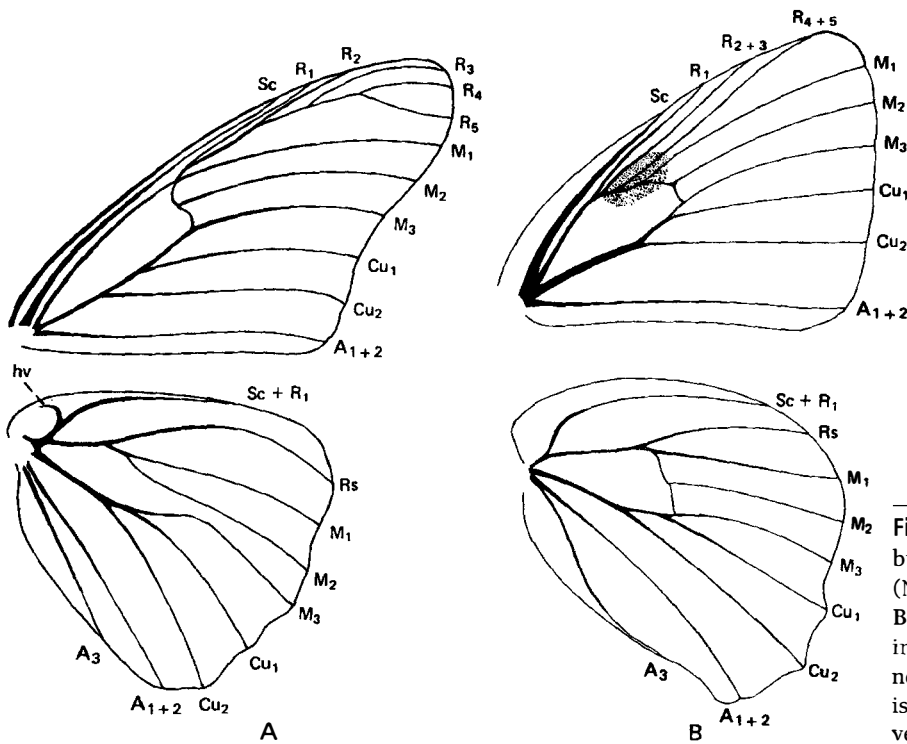 Sc
R1
R2
R3
R4
R5
M1
M2
M3
Cu1
Cu2
A1+2
hv
Sc + R1
Rs
M1
M2
M3
Cu1
Cu2
A1+2
A3
A
Sc
R1
R2+3
R4+5
M1
M2
M3
Cu1
Cu2
A1+2
Sc + R1
Rs
M1
M2
M3
Cu1
Cu2
A1+2
A3
B